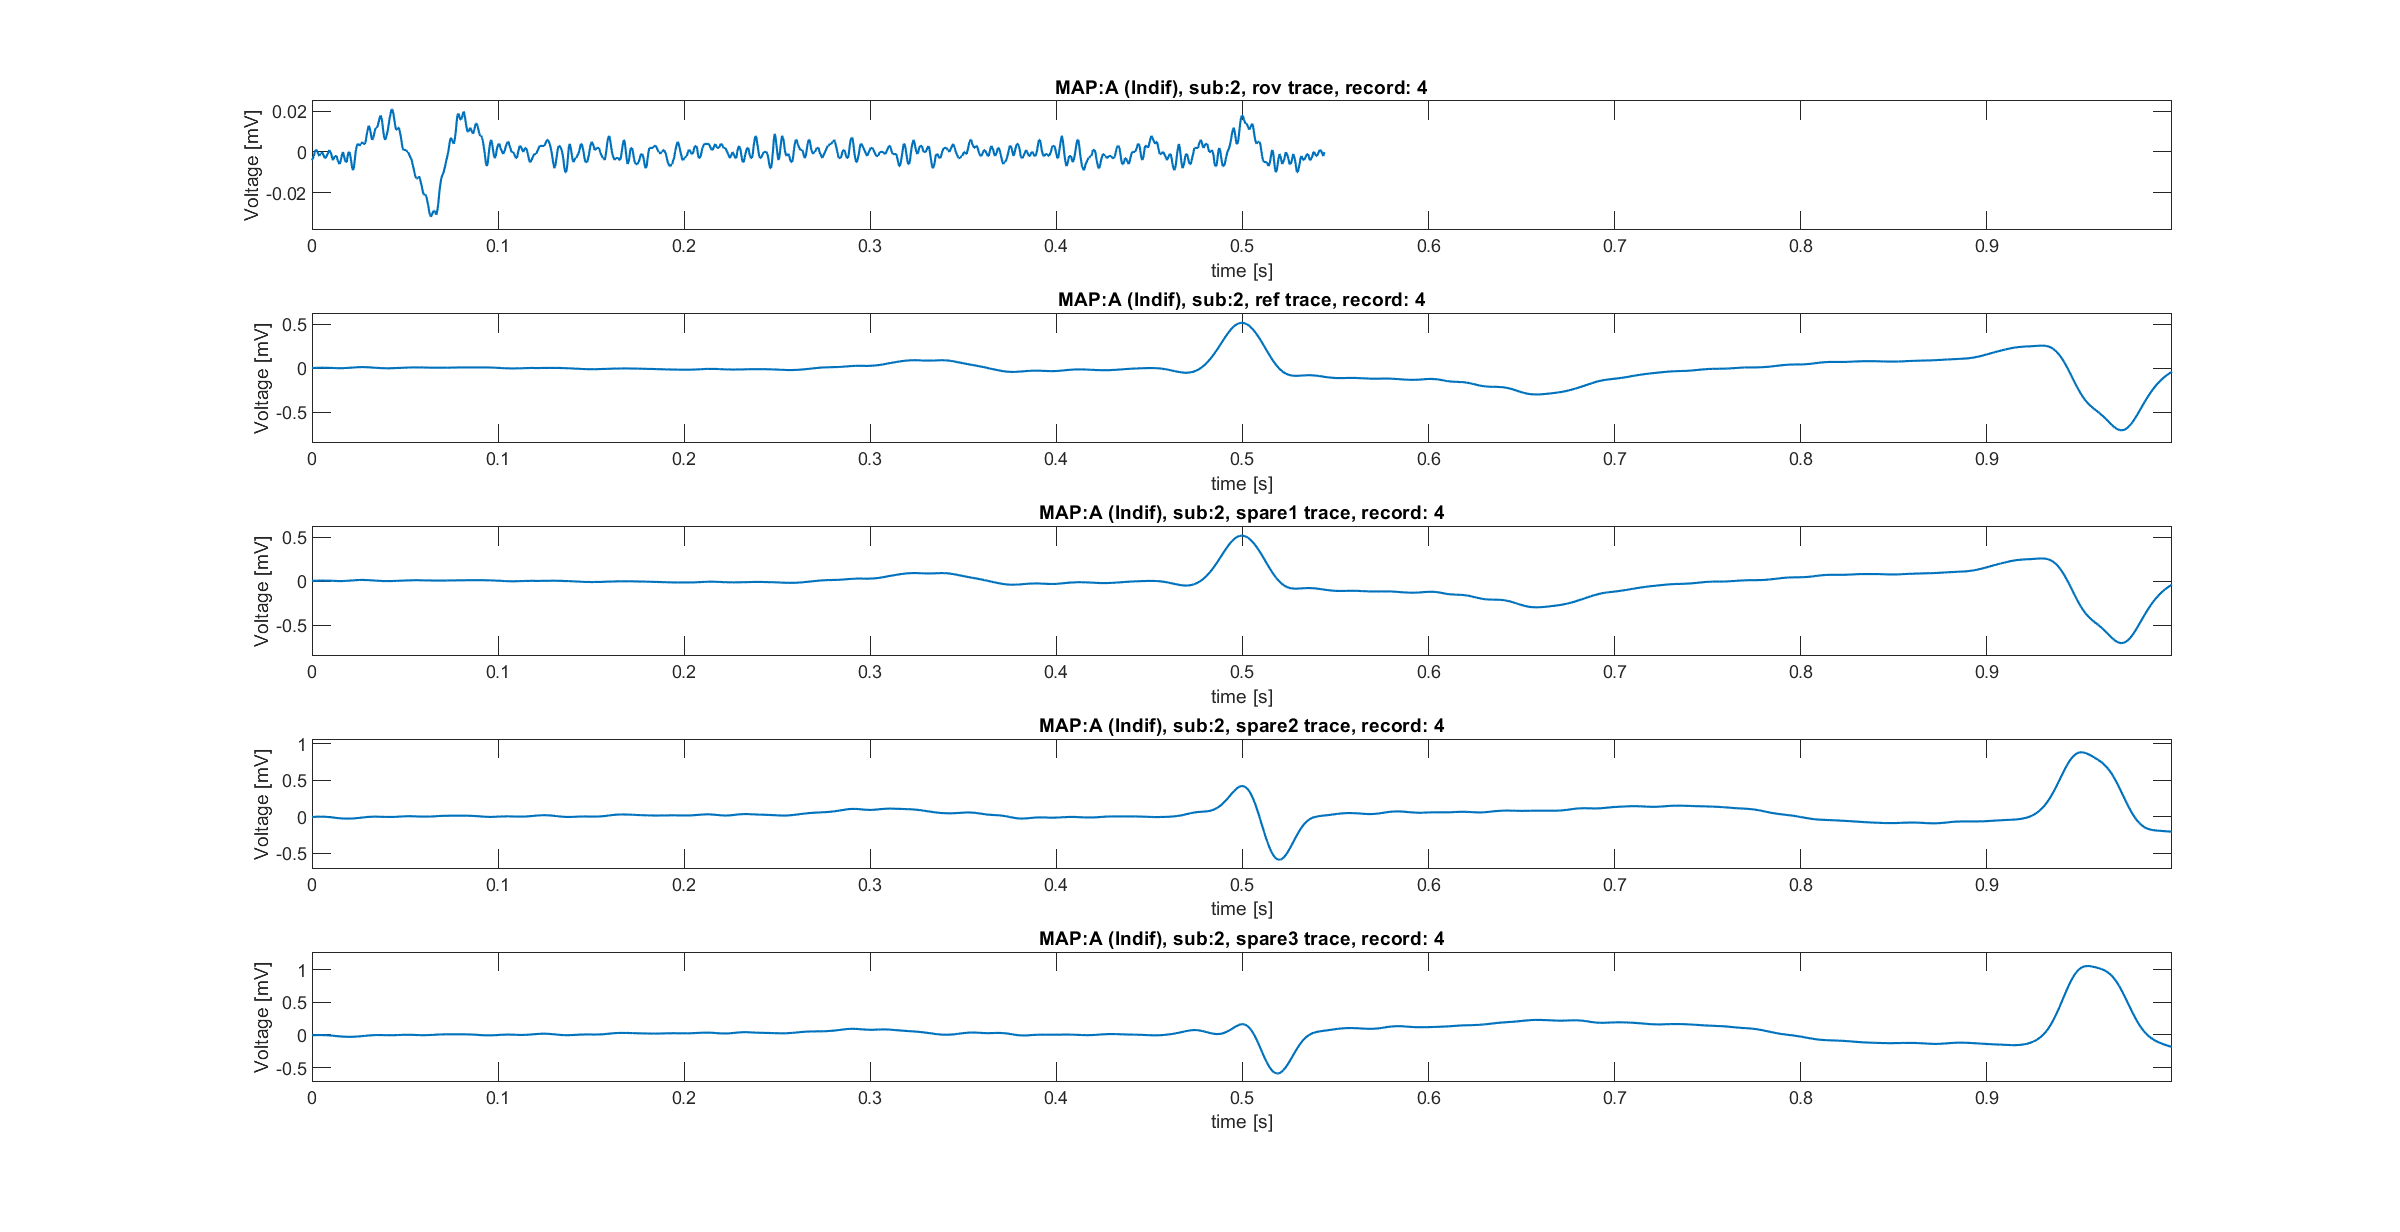 MAP:A (Indif), sub:2, rov trace, record: 4
Voltage [mV]
0.02
0
-0.02
0 0.1 0.2 0.3 0.4 0.5 0.6 0.7 0.8 0.9
time [s]
MAP:A (Indif), sub:2, ref trace, record: 4
Voltage [mV]
0.5
0
-0.5
0 0.1 0.2 0.3 0.4 0.5 0.6 0.7 0.8 0.9
time [s]
MAP:A (Indif), sub:2, spare1 trace, record: 4
Voltage [mV]
0.5
0
-0.5
0 0.1 0.2 0.3 0.4 0.5 0.6 0.7 0.8 0.9
time [s]
MAP:A (Indif), sub:2, spare2 trace, record: 4
Voltage [mV]
1
0.5
0
-0.5
0 0.1 0.2 0.3 0.4 0.5 0.6 0.7 0.8 0.9
time [s]
MAP:A (Indif), sub:2, spare3 trace, record: 4
Voltage [mV]
1
0.5
0
-0.5
0 0.1 0.2 0.3 0.4 0.5 0.6 0.7 0.8 0.9
time [s]